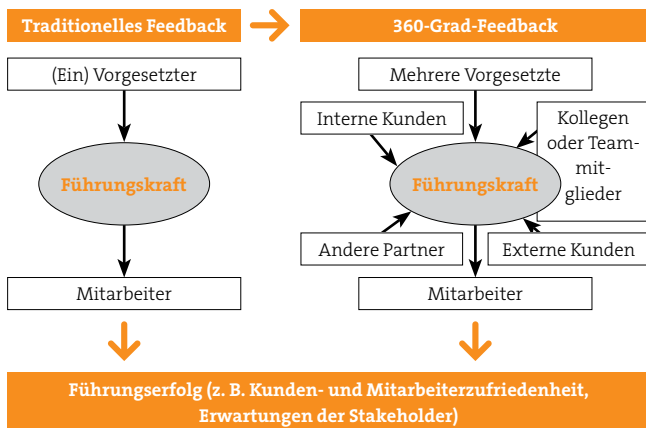 Traditionelles Feedback
360-Grad-Feedback
(Ein) Vorgesetzter
Führungskraft
Mitarbeiter
Mehrere Vorgesetzte
Interne Kunden
Kollegen
oder Team-
mit-
glieder
Führungskraft
Andere Partner
Externe Kunden
Mitarbeiter
Führungserfolg (z. B. Kunden- und Mitarbeiterzufriedenheit,
Erwartungen der Stakeholder)